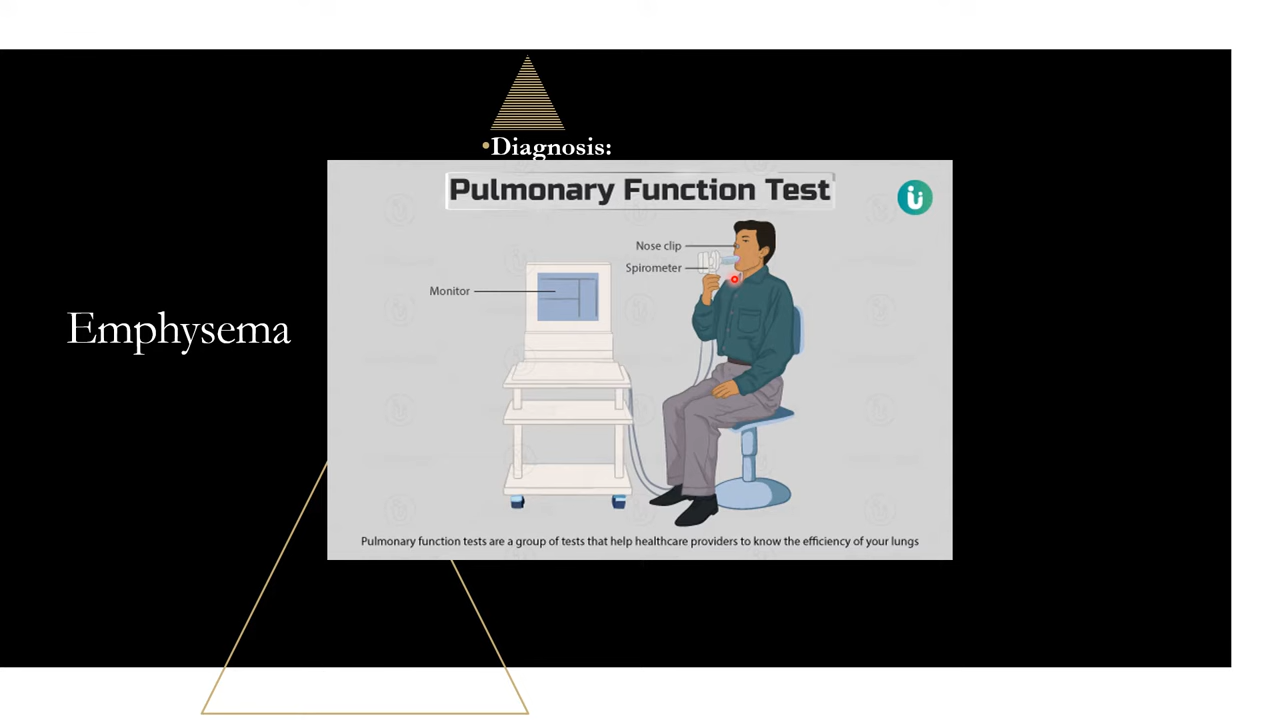 •Diagnosis:
Pulmonary Function Test
Nose clip
Spirometer
Monitor
Emphysema
Pulmonary function tests are a group of tests that help healthcare providers to know the efficiency of your lungs